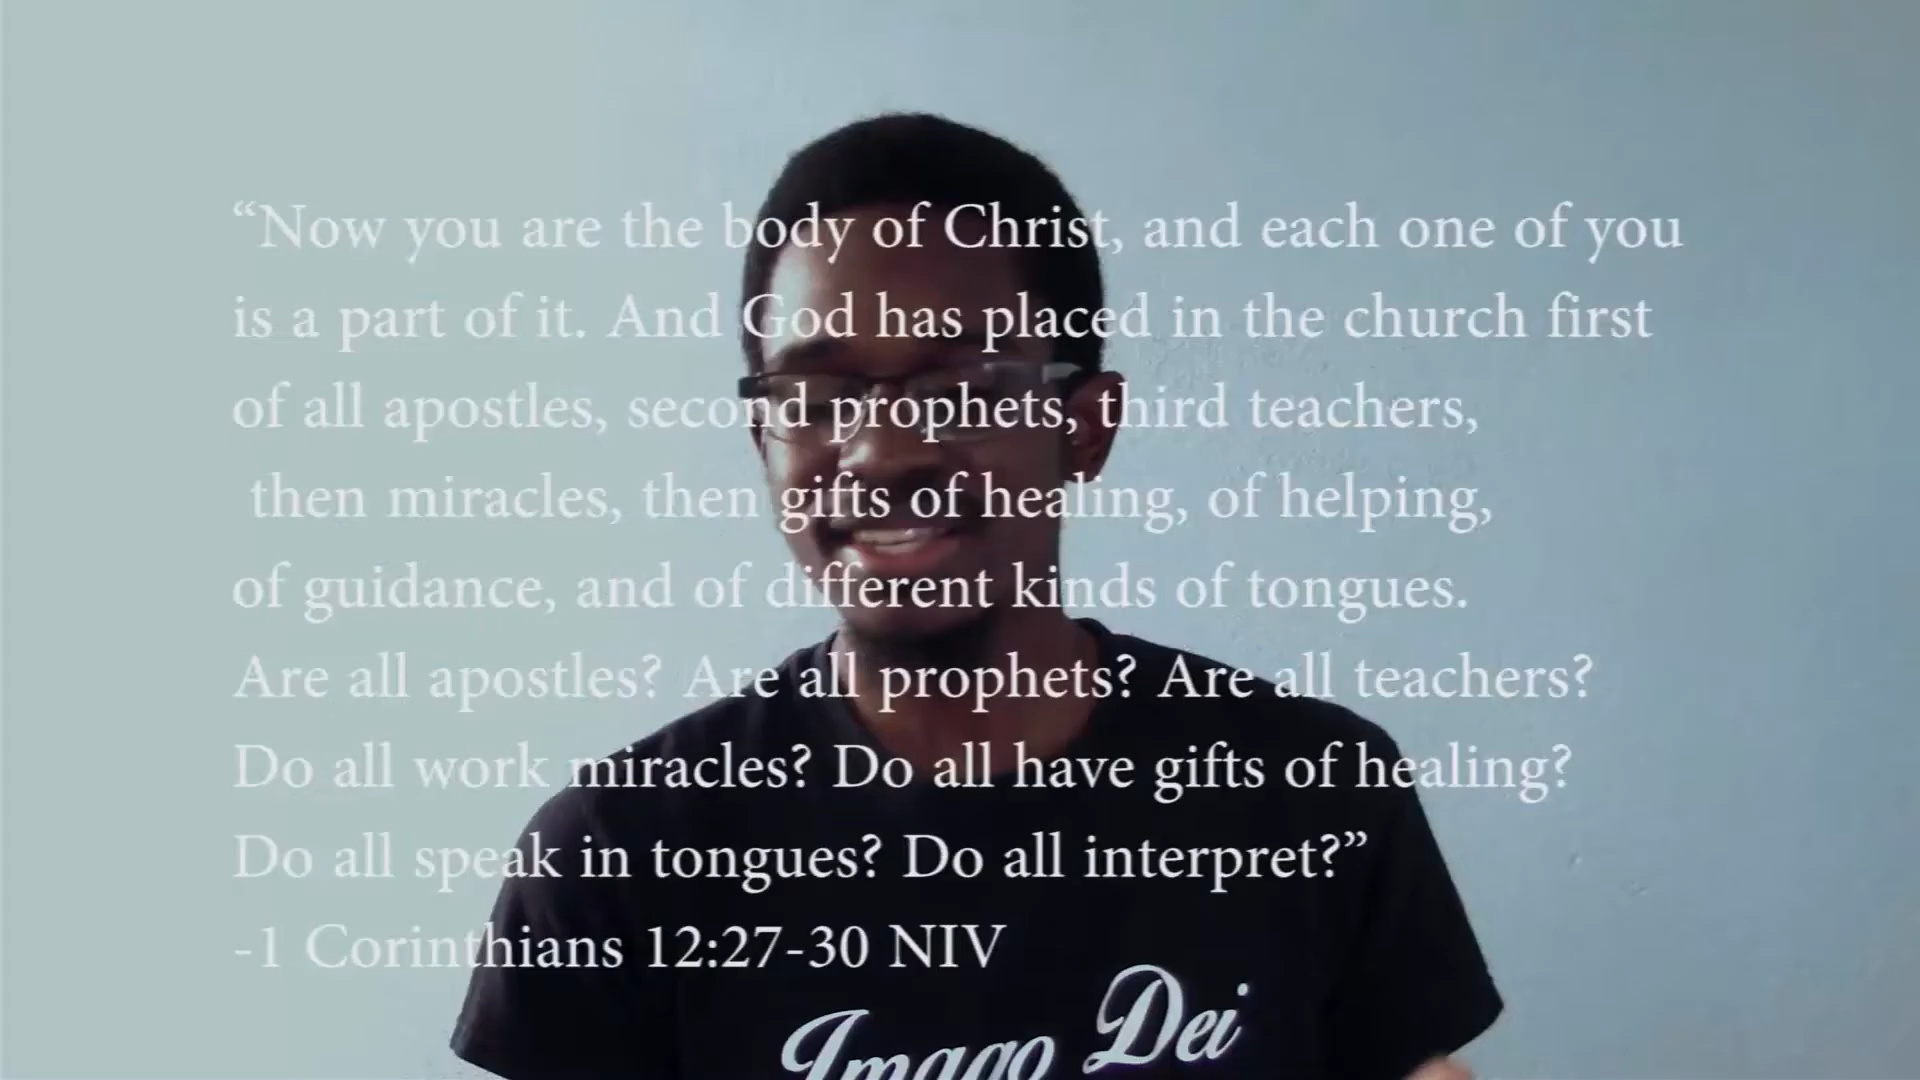 “Now you are the body of Christ, and each one of you
is a part of it. And God has placed in the church first
of all apostles, second prophets, third teachers,
then miracles, then gifts of healing, of helping,
of guidance, and of different kinds of tongues.
Are all apostles? Are all prophets? Are all teachers?
Do all work miracles? Do all have gifts of healing?
Do all speak in tongues? Do all interpret?”
-1 Corinthians 12:27-30 NIV
Imago Dei